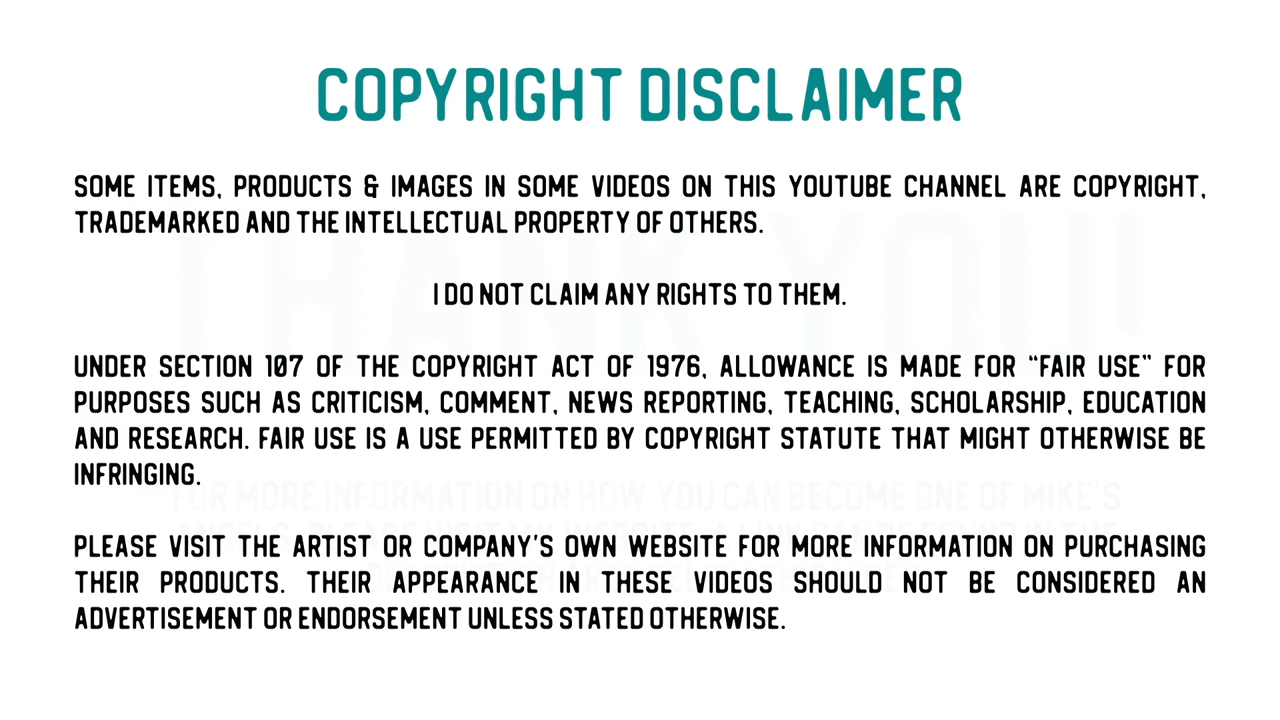 COPYRIGHT DISCLAIMER
SOME ITEMS, PRODUCTS & IMAGES IN SOME VIDEOS ON THIS YOUTUBE CHANNEL ARE COPYRIGHT,
TRADEMARKED AND THE INTELLECTUAL PROPERTY OF OTHERS.
THANK YOU!
I DO NOT CLAIM ANY RIGHTS TO THEM.
UNDER SECTION 107 OF THE COPYRIGHT ACT OF 1976, ALLOWANCE IS MADE FOR “FAIR USE” FOR
PURPOSES SUCH AS CRITICISM, COMMENT, NEWS REPORTING, TEACHING, SCHOLARSHIP, EDUCATION
AND RESEARCH. FAIR USE IS A USE PERMITTED BY COPYRIGHT STATUTE THAT MIGHT OTHERWISE BE
INFRINGING.
FOR MORE INFORMATION ON HOW YOU CAN BECOME ONE OF MIKE'S
PLEASE VISIT THE ARTIST OR COMPANY'S OWN WEBSITE FOR MORE INFORMATION ON PURCHASING
THEIR PRODUCTS. THEIR APPEARANCE IN THESE VIDEOS SHOULD NOT BE CONSIDERED AN
ADVERTISEMENT OR ENDORSEMENT UNLESS STATED OTHERWISE.